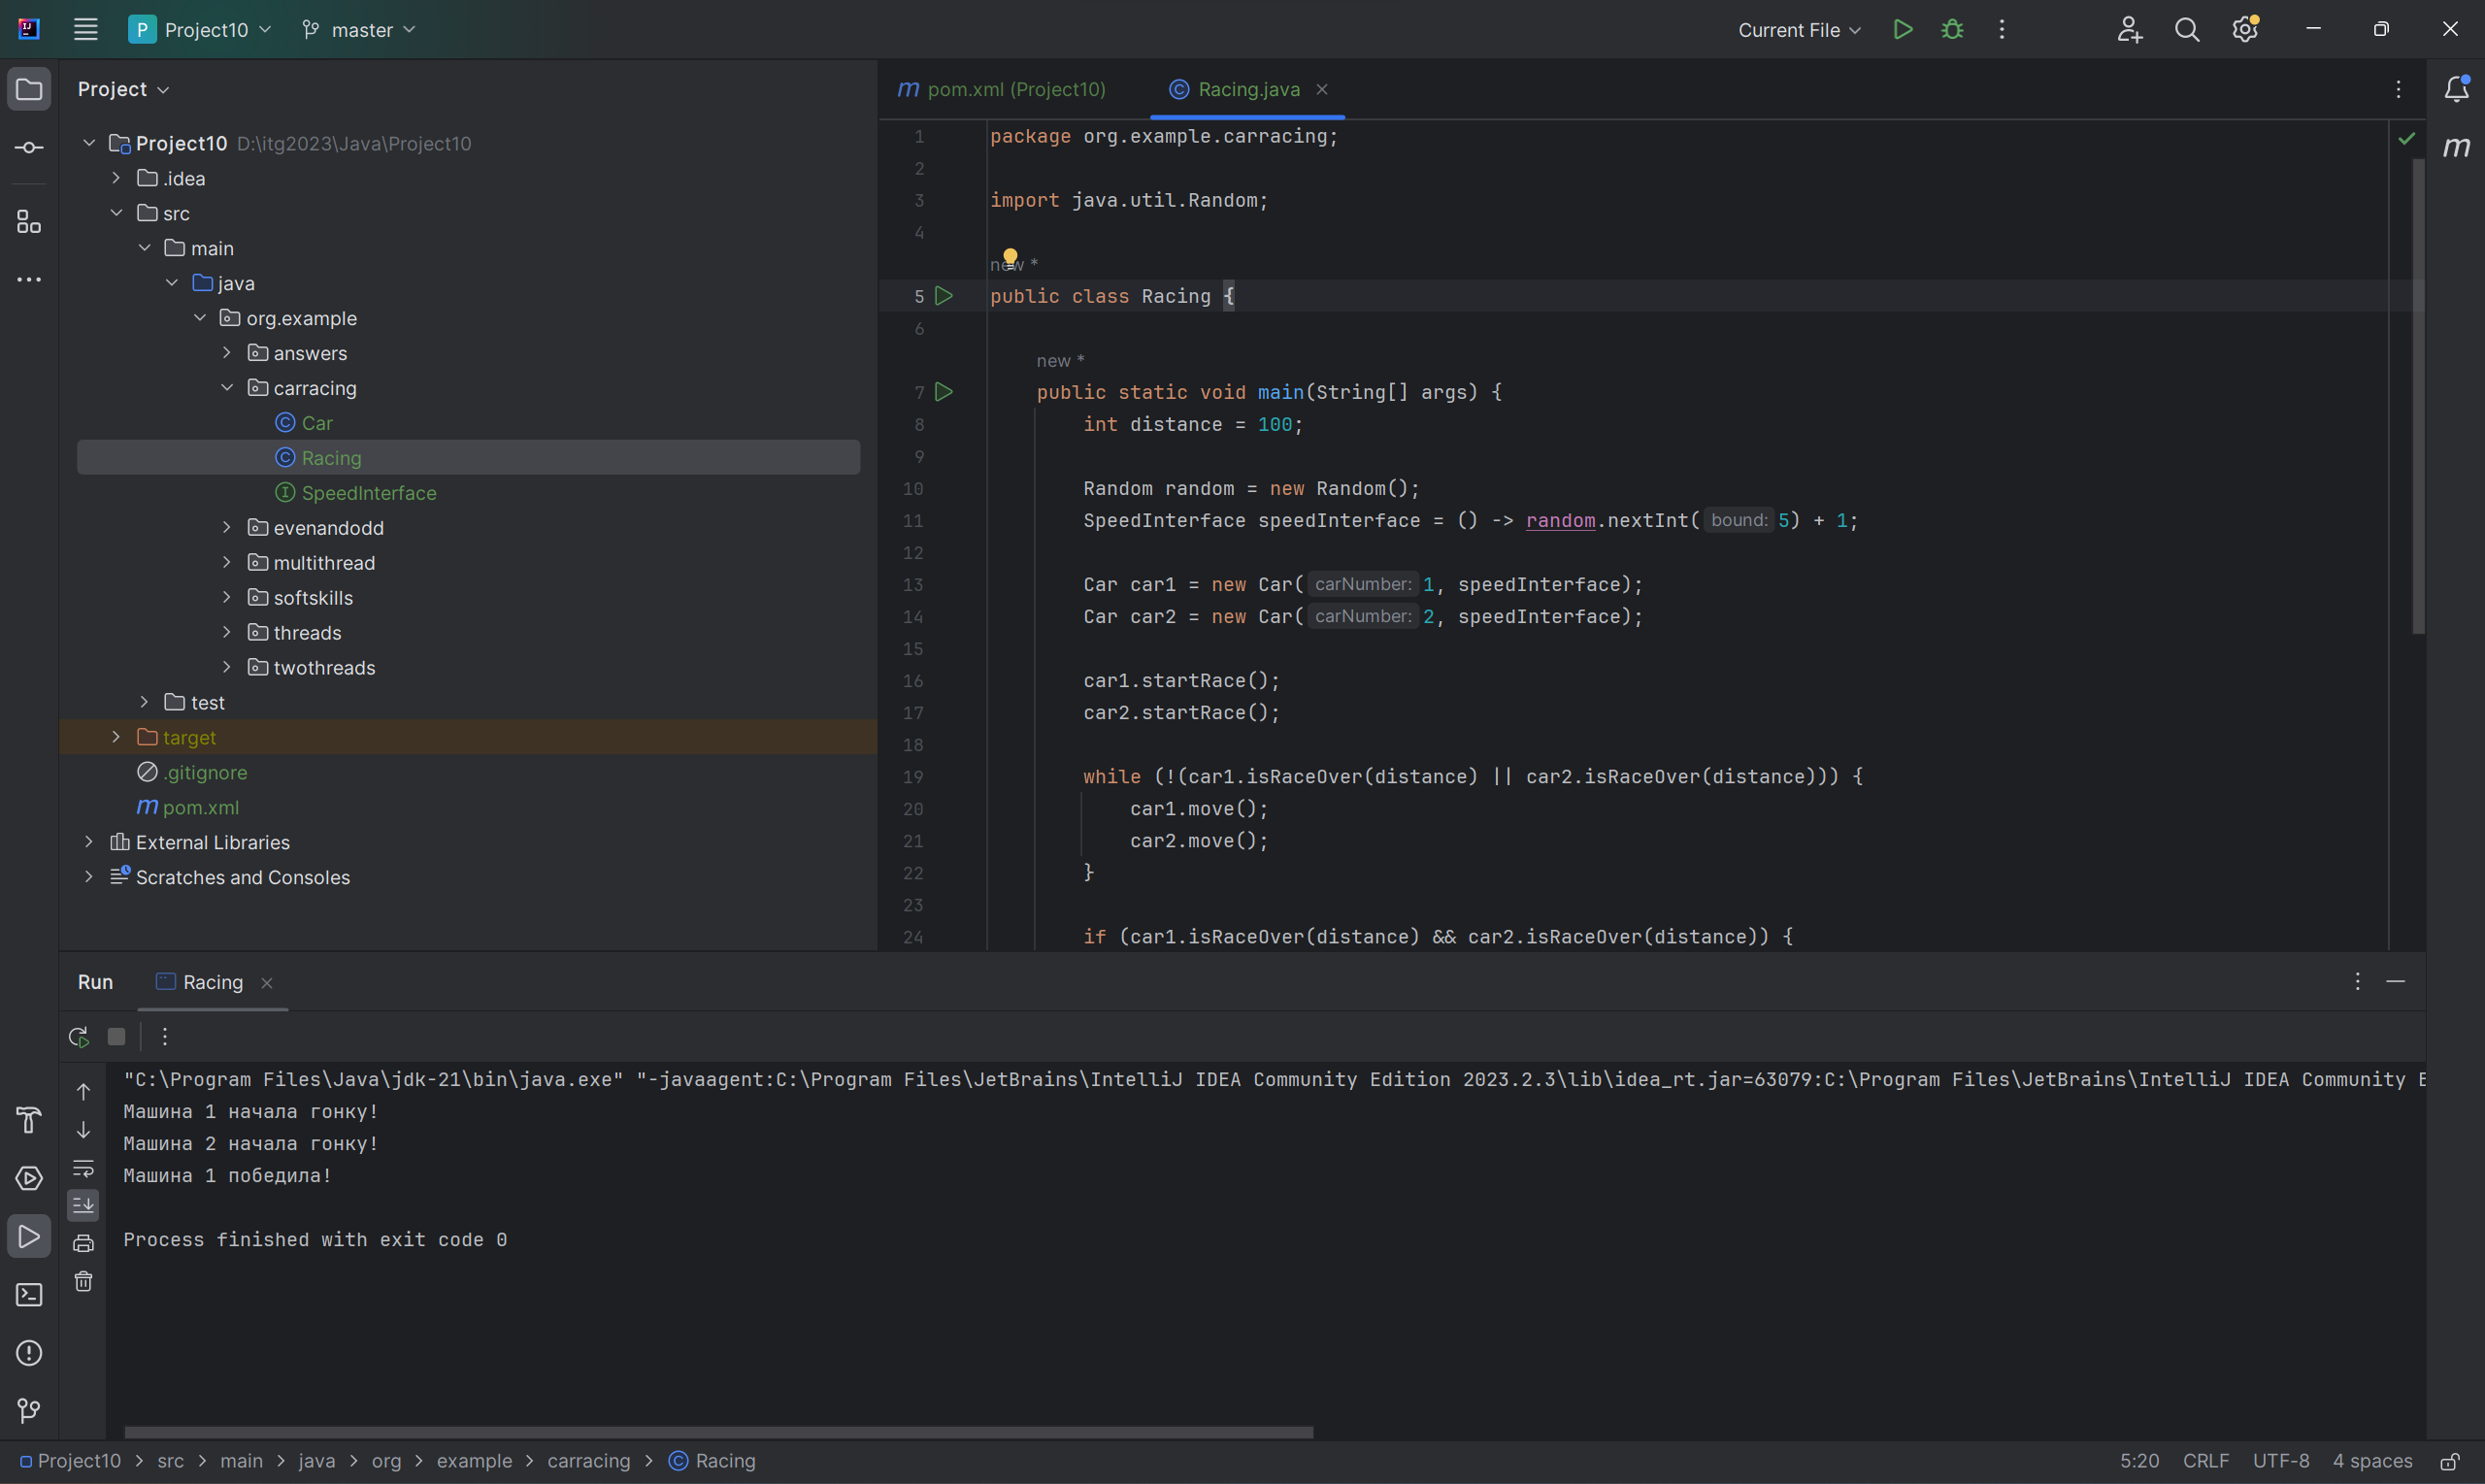 Project10 master Current File
Project
Project10 D:\itg2023\Java\Project10
.idea
src
main
java
org.example
answers
carracing
Car
Racing
SpeedInterface
evenandodd
multithread
softskills
threads
twothreads
test
target
.gitignore
pom.xml
External Libraries
Scratches and Consoles
pom.xml (Project10) Racing.java
1 package org.example.carracing;
2
3 import java.util.Random;
4
new *
5 public class Racing {
6
new *
7 public static void main(String[] args) {
8 int distance = 100;
9
10 Random random = new Random();
11 SpeedInterface speedInterface = () -> random.nextInt( bound: 5) + 1;
12
13 Car car1 = new Car( carNumber: 1, speedInterface);
14 Car car2 = new Car( carNumber: 2, speedInterface);
15
16 car1.startRace();
17 car2.startRace();
18
19 while (!(car1.isRaceOver(distance) || car2.isRaceOver(distance))) {
20 car1.move();
21 car2.move();
22 }
23
24 if (car1.isRaceOver(distance) && car2.isRaceOver(distance)) {
Run Racing
"C:\Program Files\Java\jdk-21\bin\java.exe" "-javaagent:C:\Program Files\JetBrains\IntelliJ IDEA Community Edition 2023.2.3\lib\idea_rt.jar=63079:C:\Program Files\JetBrains\IntelliJ IDEA Community E
Машина 1 начала гонку!
Машина 2 начала гонку!
Машина 1 победила!
Process finished with exit code 0
Project10 > src > main > java > org > example > carracing > Racing 5:20 CRLF UTF-8 4 spaces